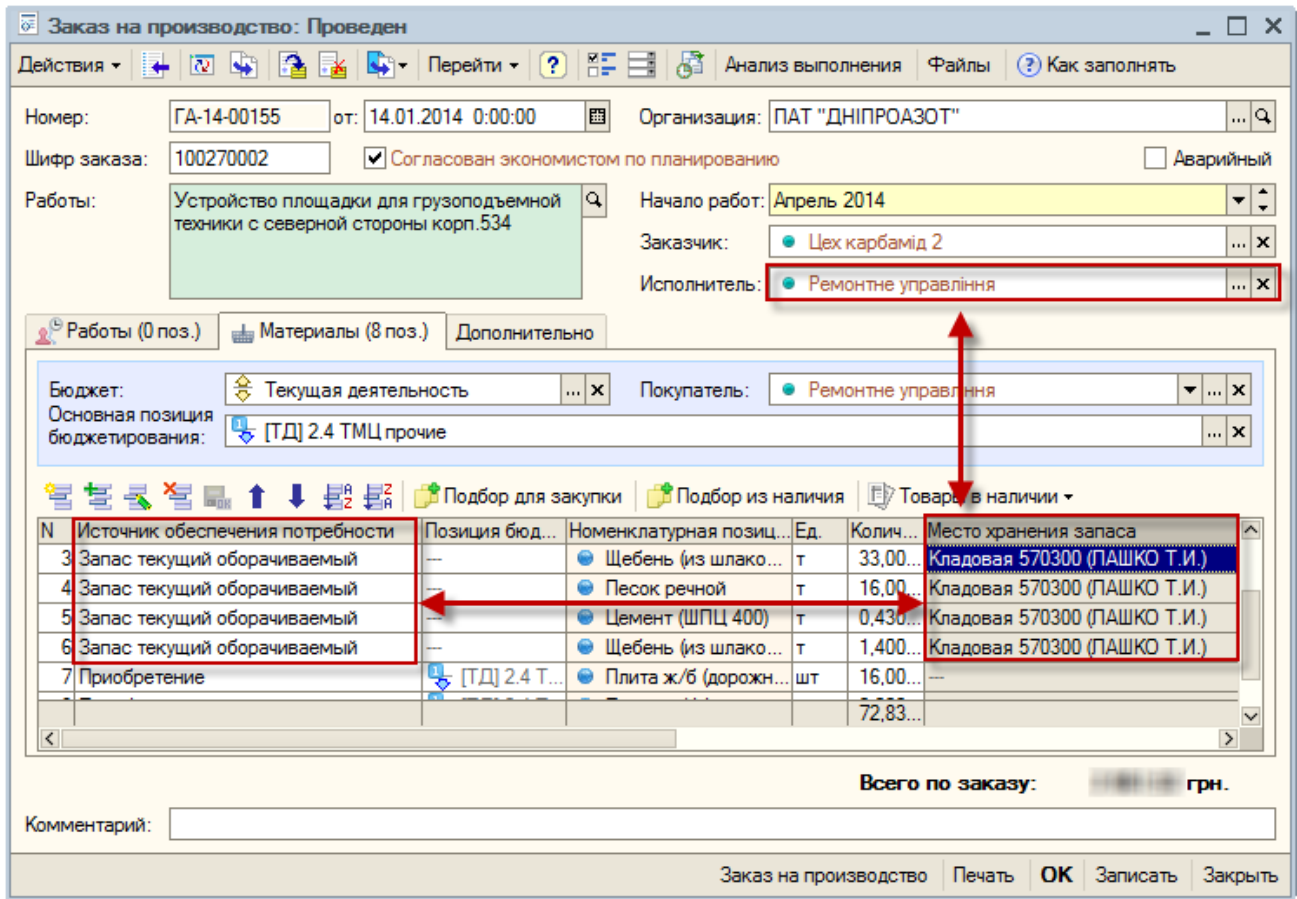 Заказ на производство: Проведен
Действия Перейти Анализ выполнения Файлы Как заполнять
Номер: ГА-14-00155 от: 14.01.2014 0:00:00 Организация: ПАТ "ДНІПРОАЗОТ"
Шифр заказа: 100270002 Согласован экономистом по планированию Аварийный
Работы: Устройство площадки для грузоподъемной Начало работ: Апрель 2014
техники с северной стороны корп.534
Заказчик: Цех карбамід 2
Исполнитель: Ремонтне управління
Работы (0 поз.) Материалы (8 поз.) Дополнительно
Бюджет: Текущая деятельность ... Покупатель: Ремонтне управління ...
Основная позиция
бюджетирования: [ТД] 2.4 ТМЦ прочие ...
Подбор для закупки Подбор из наличия Товары в наличии
N Источник обеспечения потребности Позиция бюд... Номенклатурная позиц... Ед. Колич... Место хранения запаса
3 Запас текущий оборачиваемый --- Щебень (из шлако... т 33,00... Кладовая 570300 (ПАШКО Т.И.)
4 Запас текущий оборачиваемый --- Песок речной т 16,00... Кладовая 570300 (ПАШКО Т.И.)
5 Запас текущий оборачиваемый --- Цемент (ШПЦ 400) т 0,430... Кладовая 570300 (ПАШКО Т.И.)
6 Запас текущий оборачиваемый --- Щебень (из шлако... т 1,400... Кладовая 570300 (ПАШКО Т.И.)
7 Приобретение [ТД] 2.4 Т... Плита ж/б (дорожн... шт 16,00... ---
72,83...
Всего по заказу: грн.
Комментарий:
Заказ на производство Печать ОК Записать Закрыть